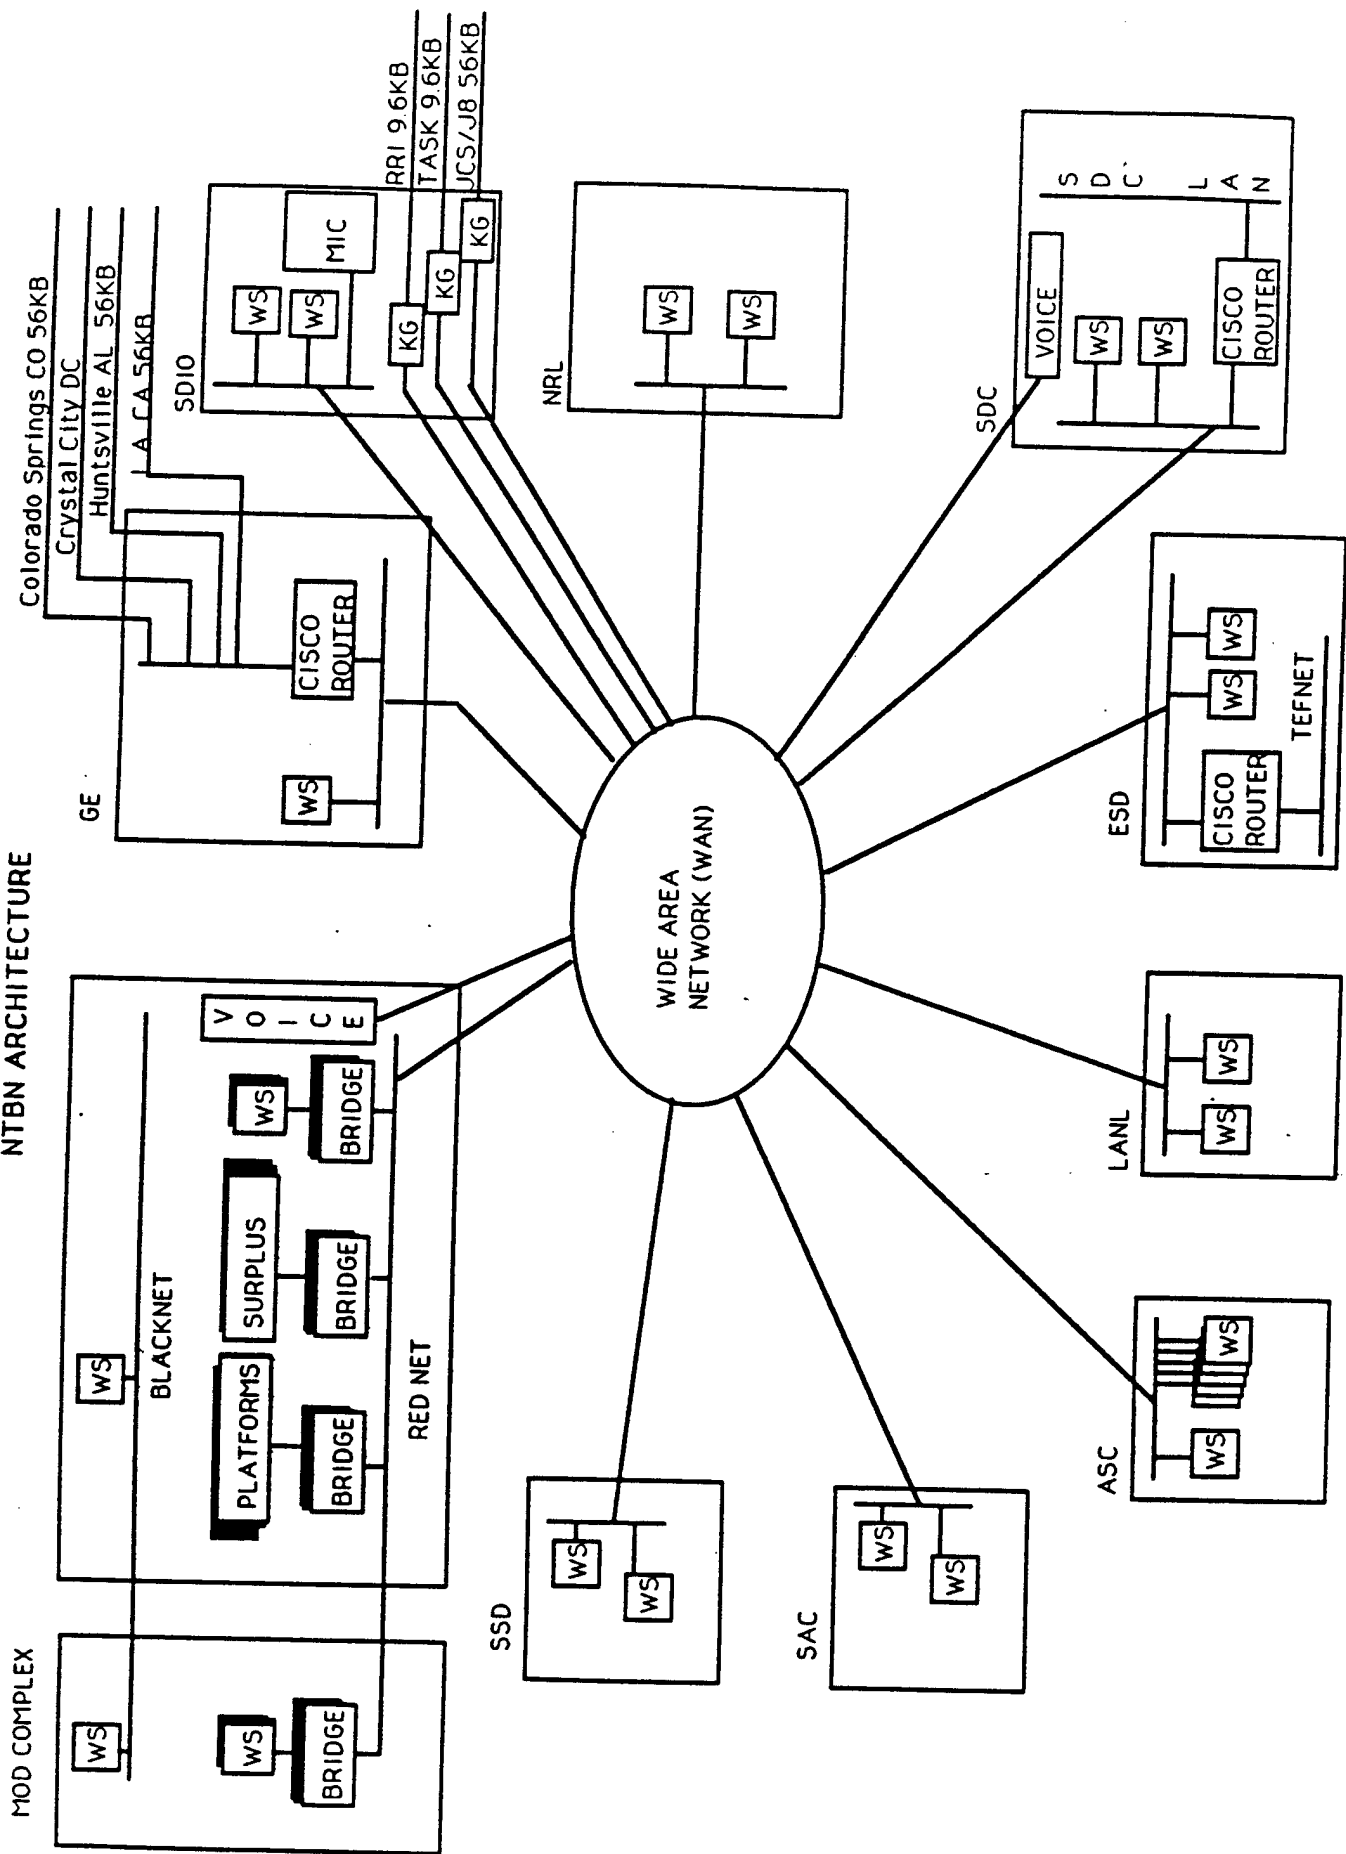 NTBN ARCHITECTURE
MOD COMPLEX
WS
WS
BRIDGE
WS
BLACKNET
PLATFORMS
SURPLUS
WS
BRIDGE
BRIDGE
BRIDGE
VOICE
RED NET
GE
WS
CISCO
ROUTER
Colorado Springs CO 56KB
Crystal City DC
Huntsville AL 56KB
LA CA 56KB
SDIO
WS
WS
MIC
KG
KG
KG
RRI 9.6KB
TASK 9.6KB
JCS/J8 56KB
WIDE AREA
NETWORK (WAN)
NRL
WS
WS
SSD
WS
WS
SAC
WS
WS
ASC
WS
WS
LANL
WS
WS
ESD
CISCO
ROUTER
WS
WS
TEFNET
SDC
VOICE
WS
WS
CISCO
ROUTER
SDC LAN